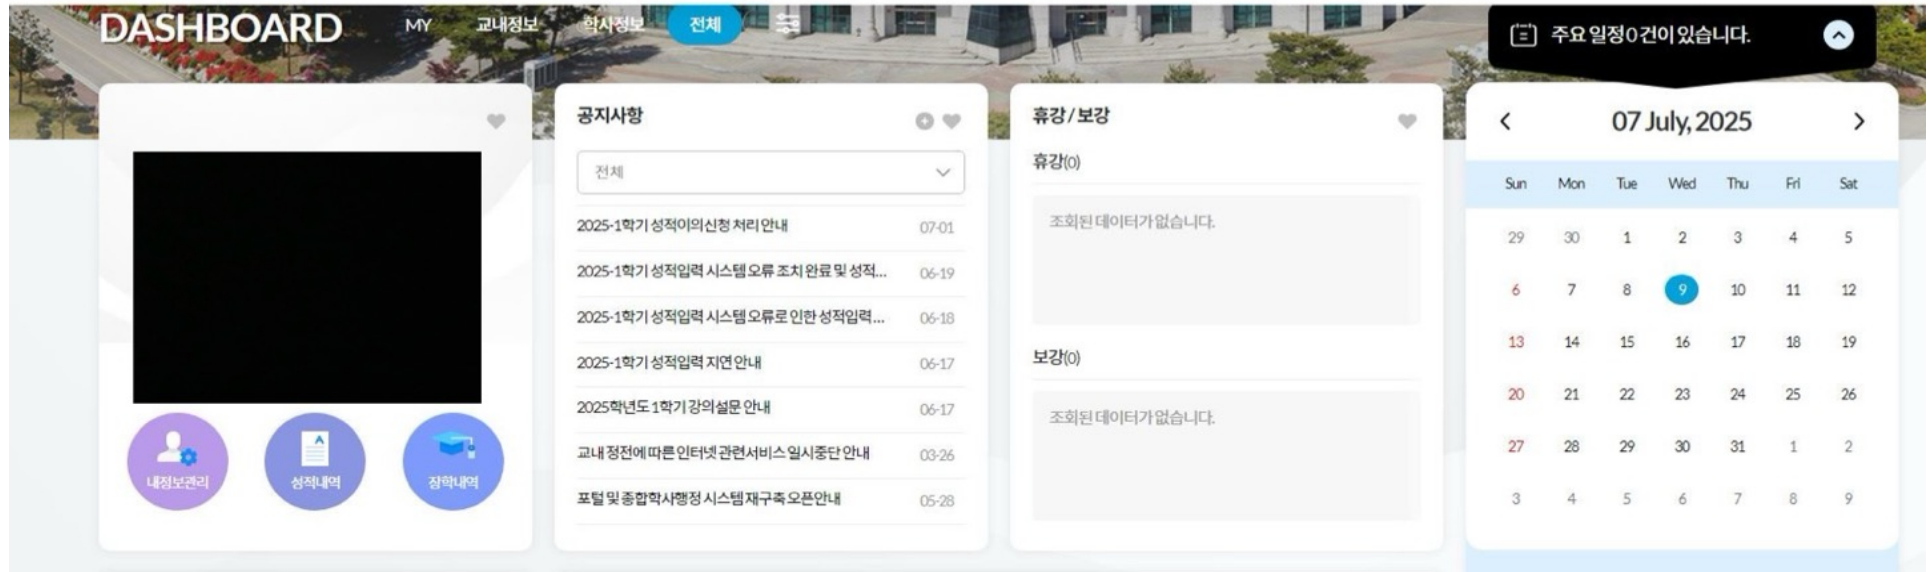 DASHBOARD
MY
교내정보
학사정보
전체
주요 일정 0 건이 있습니다.
내정보관리
성적내역
장학내역
공지사항
전체
2025-1학기 성적이의신청 처리 안내 07-01
2025-1학기 성적입력 시스템 오류 조치 완료 및 성적... 06-19
2025-1학기 성적입력 시스템 오류로 인한 성적입력... 06-18
2025-1학기 성적입력 지연 안내 06-17
2025학년도 1학기 강의설문 안내 06-17
교내 정전에 따른 인터넷 관련서비스 일시중단 안내 03-26
포털 및 종합학사행정 시스템 재구축 오픈안내 05-28
휴강 / 보강
휴강(0)
조회된 데이터가 없습니다.
보강(0)
조회된 데이터가 없습니다.
07 July, 2025
Sun Mon Tue Wed Thu Fri Sat
29 30 1 2 3 4 5
6 7 8 9 10 11 12
13 14 15 16 17 18 19
20 21 22 23 24 25 26
27 28 29 30 31 1 2
3 4 5 6 7 8 9